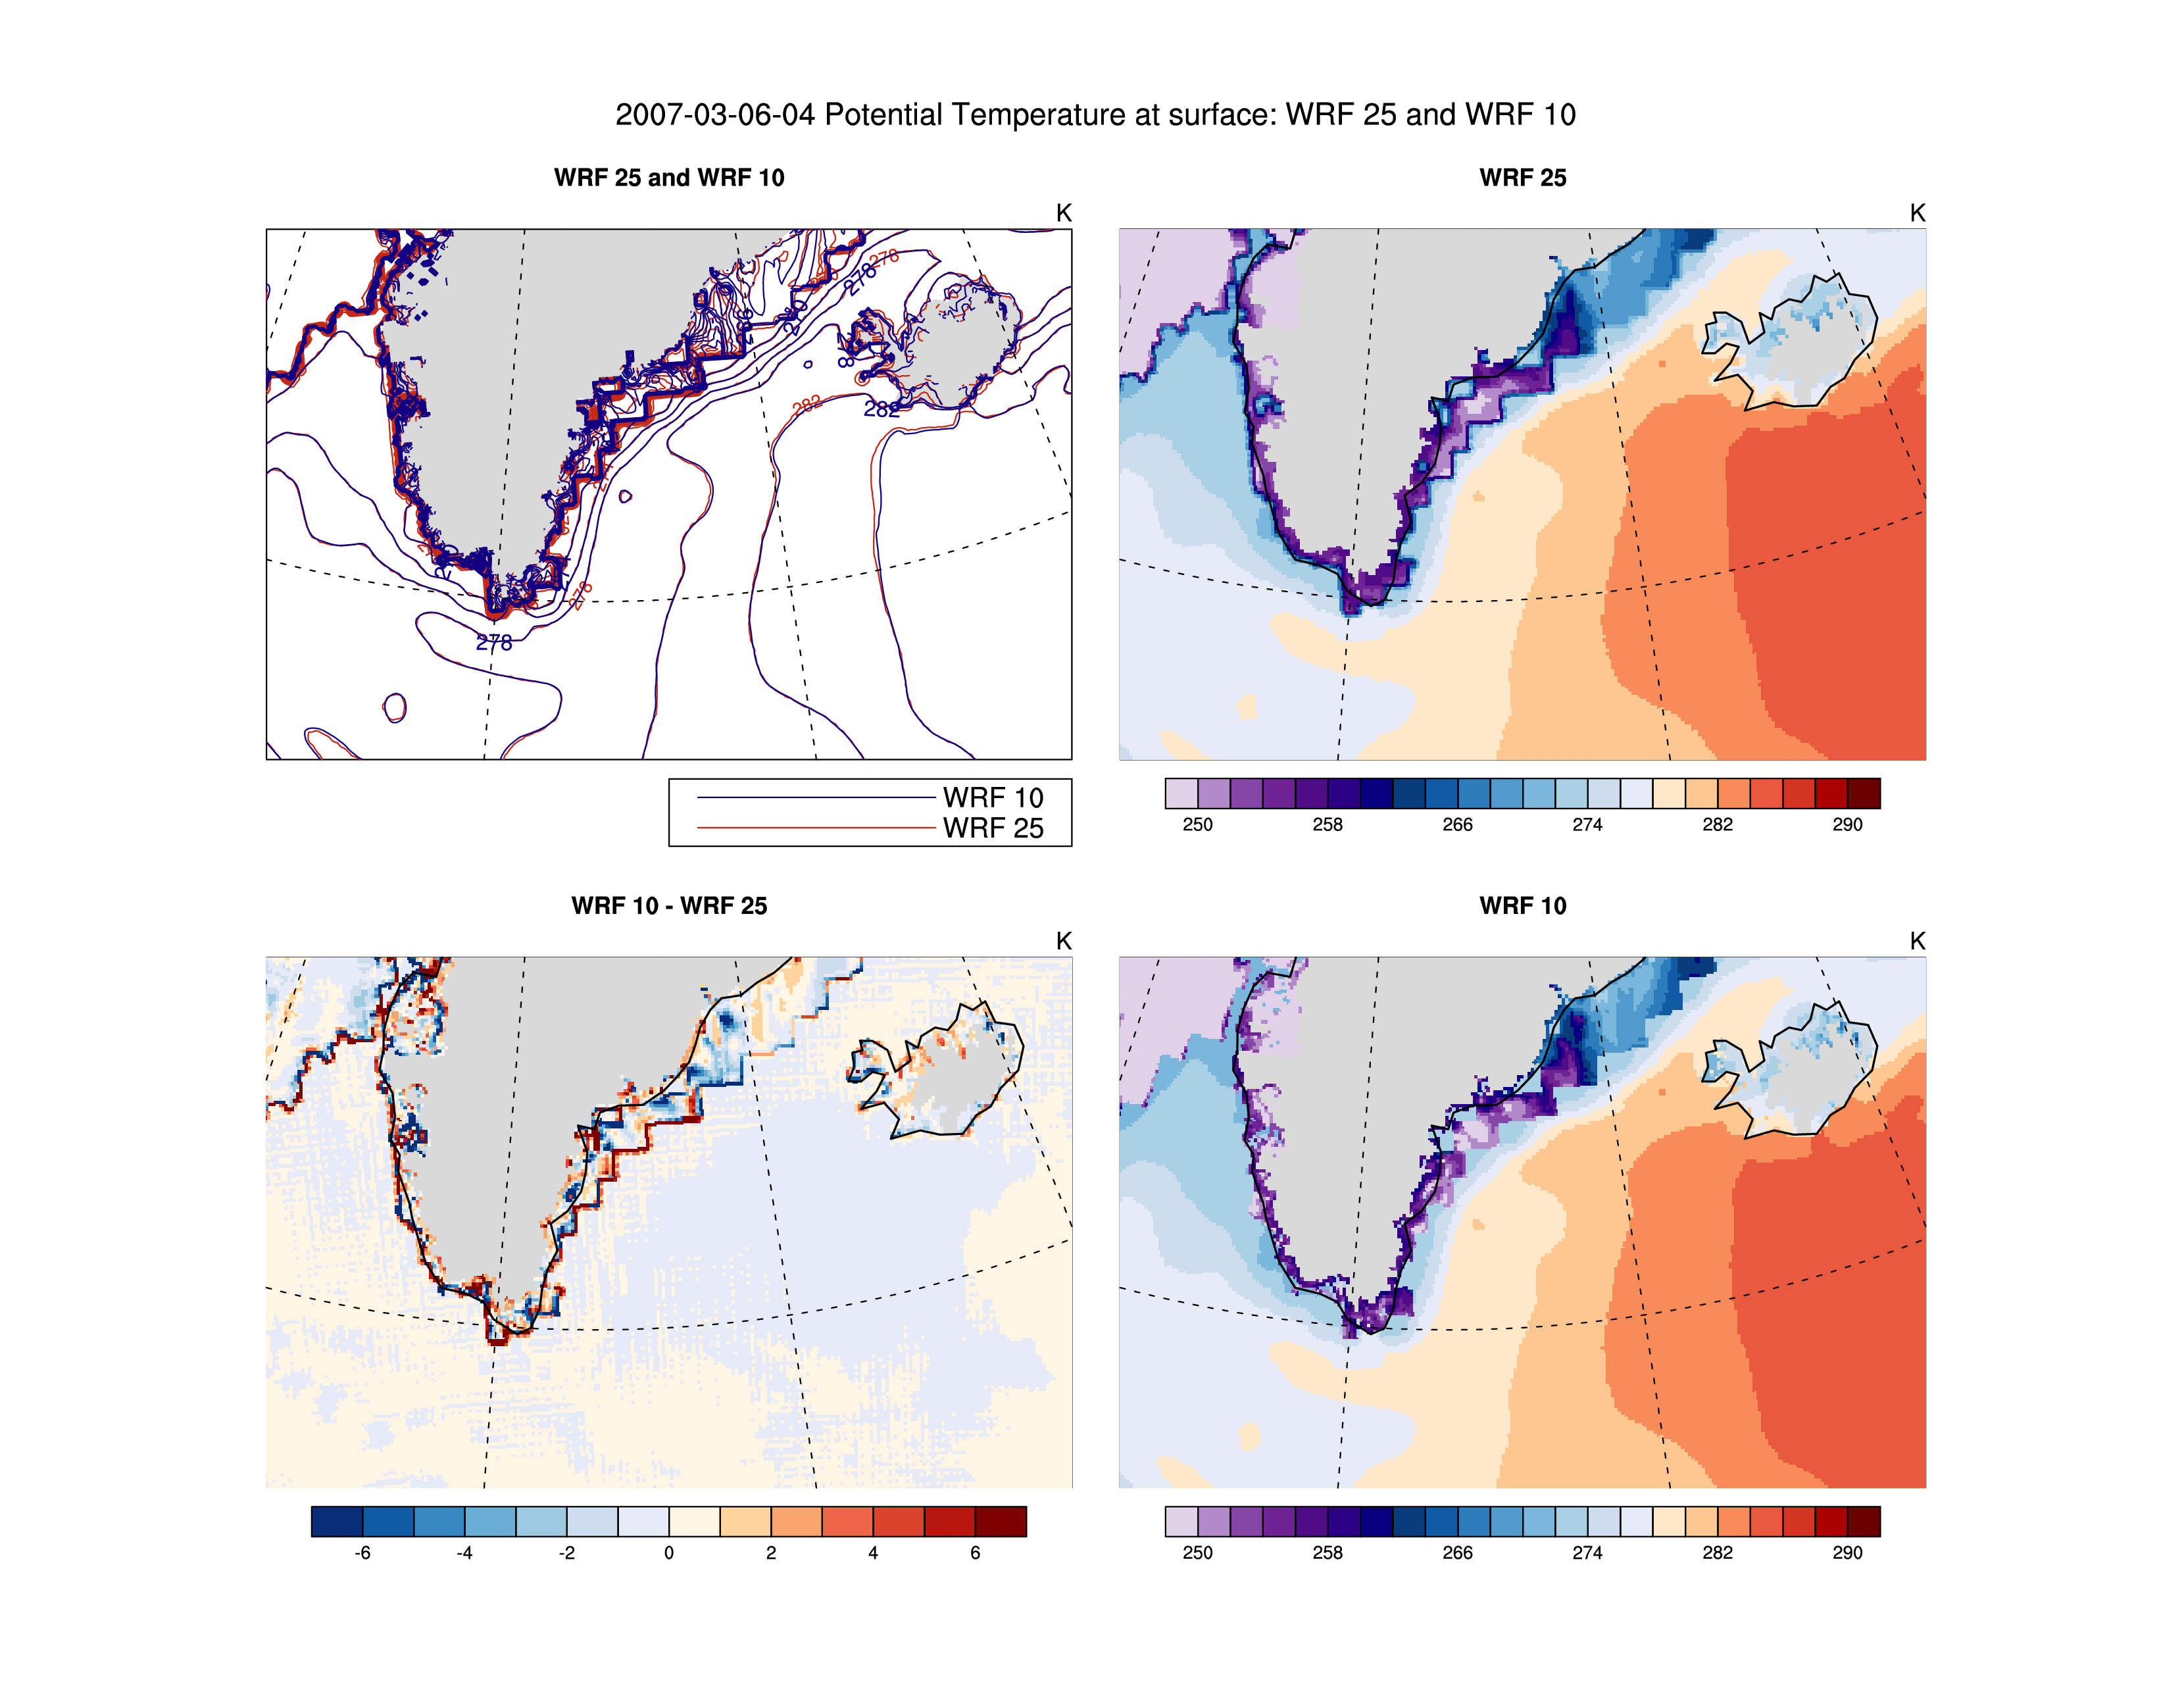 2007-03-06-04 Potential Temperature at surface: WRF 25 and WRF 10
WRF 25 and WRF 10
K
278
278
282
282
278
278
WRF 10
WRF 25
WRF 25
K
250 258 266 274 282 290
WRF 10 - WRF 25
K
-6 -4 -2 0 2 4 6
WRF 10
K
250 258 266 274 282 290